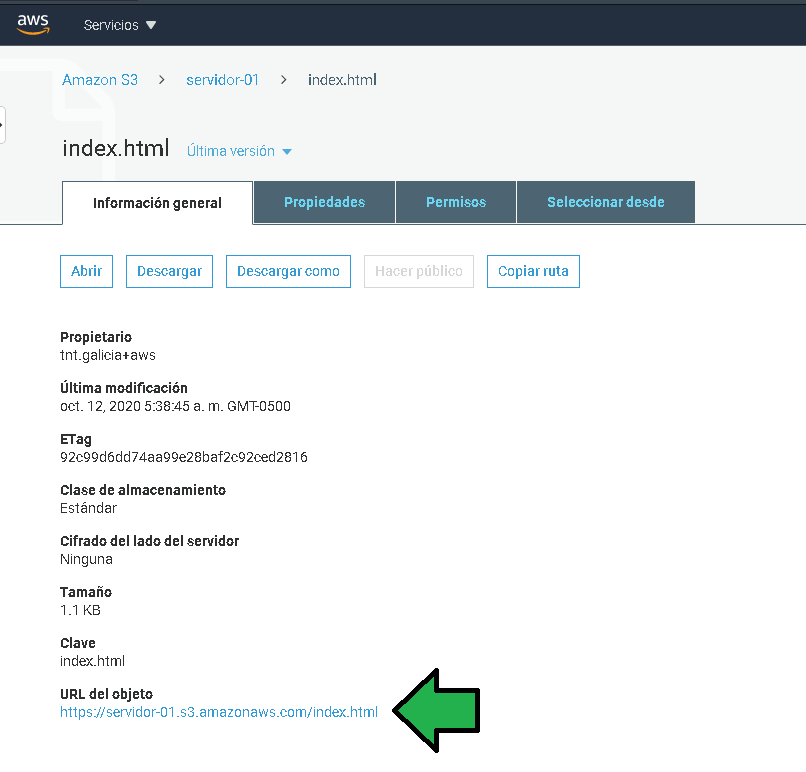 aws Servicios
Amazon S3 > servidor-01 > index.html
index.html Última versión
Información general Propiedades Permisos Seleccionar desde
Abrir Descargar Descargar como Hacer público Copiar ruta
Propietario
tnt.galicia+aws
Última modificación
oct. 12, 2020 5:38:45 a. m. GMT-0500
ETag
92c99d6dd74aa99e28baf2c92ced2816
Clase de almacenamiento
Estándar
Cifrado del lado del servidor
Ninguna
Tamaño
1.1 KB
Clave
index.html
URL del objeto
https://servidor-01.s3.amazonaws.com/index.html